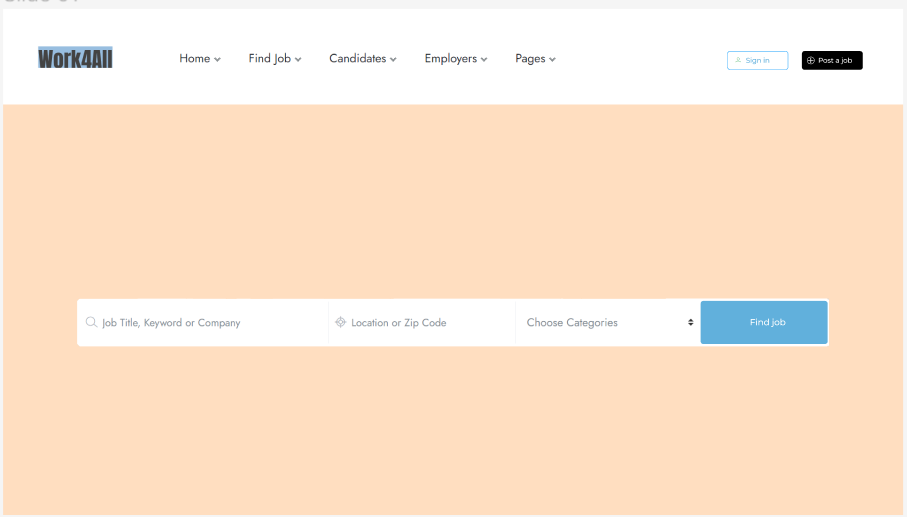 Work4All
Home Find Job Candidates Employers Pages
Sign in Post a job
Job Title, Keyword or Company Location or Zip Code Choose Categories Find job